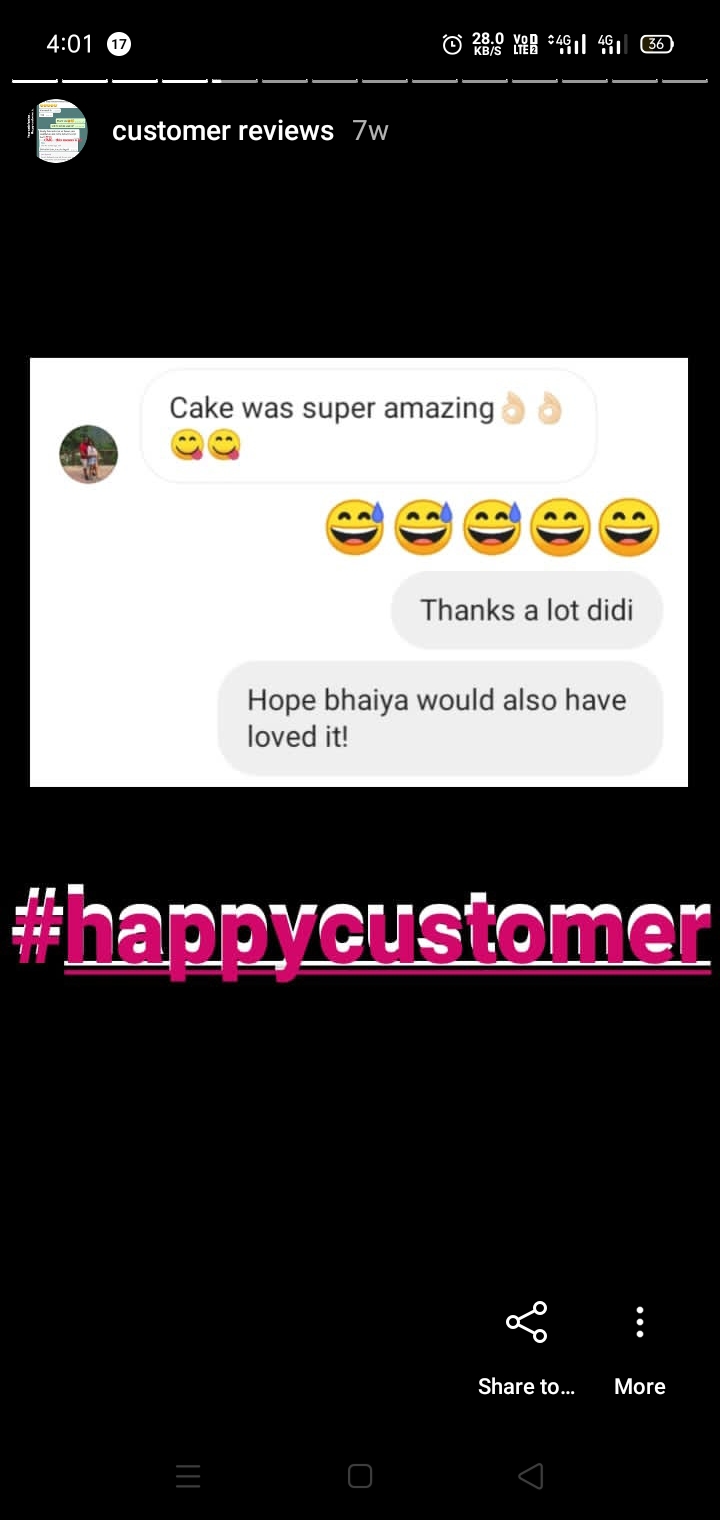 4:01 17 28.0 KB/S VoD LTE2 4G 4G 36
customer reviews 7w
Cake was super amazing👌🏻👌🏻
😋😋
😅😅😅😄😄
Thanks a lot didi
Hope bhaiya would also have
loved it!
#happycustomer
Share to... More